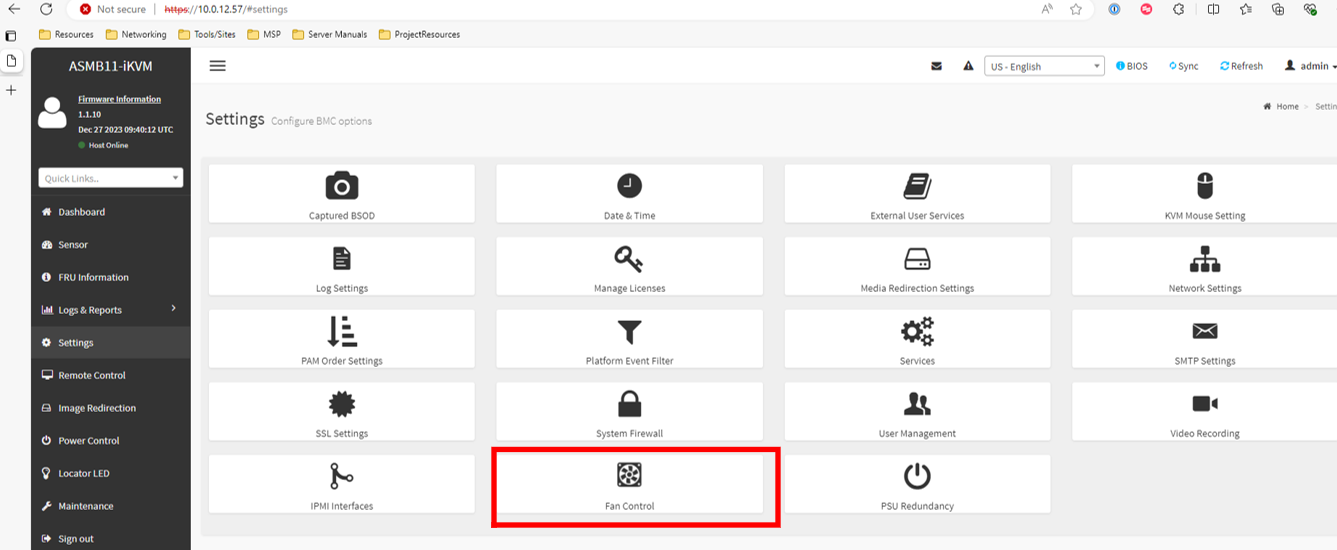 Not secure | https://10.0.12.57/#settings
Resources Networking Tools/Sites MSP Server Manuals ProjectResources
ASMB11-iKVM
Firmware Information
1.1.10
Dec 27 2023 09:40:12 UTC
Host Online
Quick Links..
Dashboard
Sensor
FRU Information
Logs & Reports
Settings
Remote Control
Image Redirection
Power Control
Locator LED
Maintenance
Sign out
US - English BIOS Sync Refresh admin
Settings Configure BMC options
Home > Settin
Captured BSOD Date & Time External User Services KVM Mouse Setting
Log Settings Manage Licenses Media Redirection Settings Network Settings
PAM Order Settings Platform Event Filter Services SMTP Settings
SSL Settings System Firewall User Management Video Recording
IPMI Interfaces Fan Control PSU Redundancy